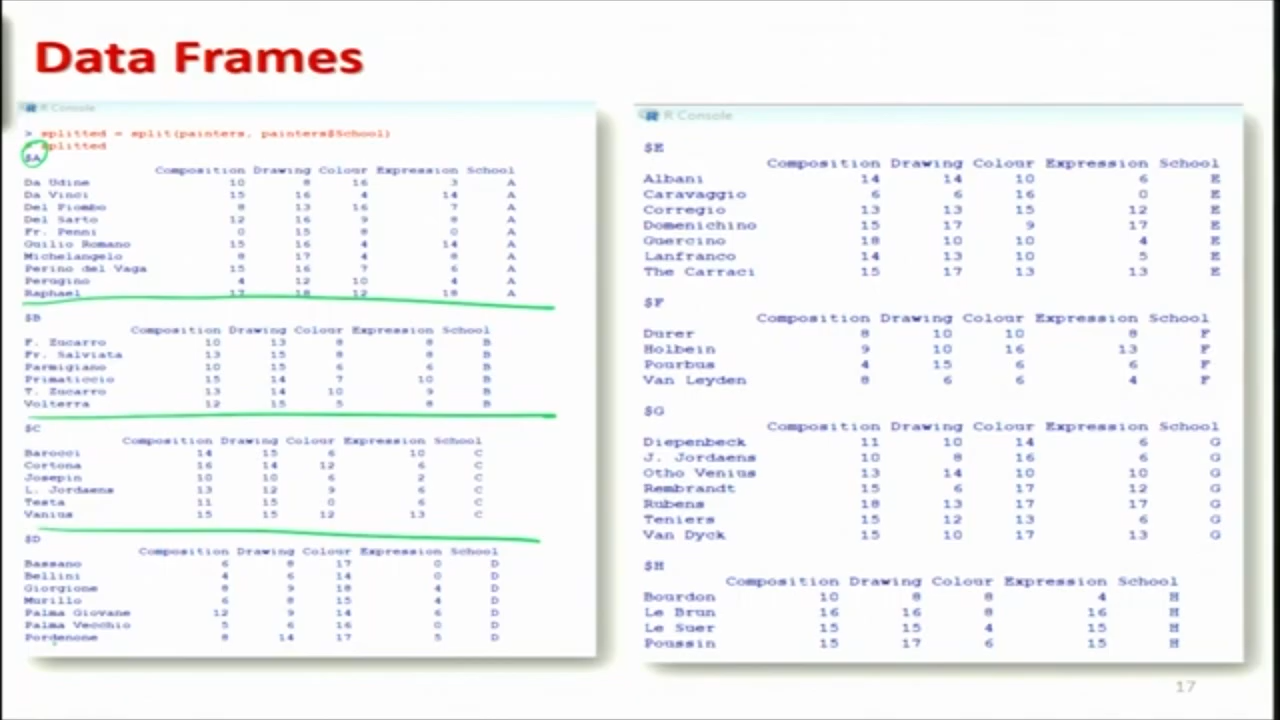 Data Frames
R Console
> splitted = split(painters, painters$School)
splitted
$A
Composition Drawing Colour Expression School
Da Udine 10 8 16 3 A
Da Vinci 15 16 4 14 A
Del Piombo 8 13 16 7 A
Del Sarto 12 16 9 8 A
Fr. Penni 0 15 8 0 A
Guilio Romano 15 16 4 14 A
Michelangelo 8 17 4 8 A
Perino del Vaga 15 16 7 6 A
Perugino 4 12 10 4 A
Raphael 17 18 12 18 A
$B
Composition Drawing Colour Expression School
F. Zucarro 10 13 8 8 B
Fr. Salviata 13 15 8 8 B
Parmigiano 10 15 6 6 B
Primaticcio 15 14 7 10 B
T. Zucarro 13 14 10 9 B
Volterra 12 15 5 8 B
$C
Composition Drawing Colour Expression School
Barocci 14 15 6 10 C
Cortona 16 14 12 6 C
Josepin 10 10 6 2 C
L. Jordaens 13 12 9 6 C
Testa 11 15 0 6 C
Vanius 15 15 12 13 C
$D
Composition Drawing Colour Expression School
Bassano 6 8 17 0 D
Bellini 4 6 14 0 D
Giorgione 8 9 18 4 D
Murillo 6 8 15 4 D
Palma Giovane 12 9 14 6 D
Palma Vecchio 5 6 16 0 D
Pordenone 8 14 17 5 D
R Console
$E
Composition Drawing Colour Expression School
Albani 14 14 10 6 E
Caravaggio 6 6 16 0 E
Corregio 13 13 15 12 E
Domenichino 15 17 9 17 E
Guercino 18 10 10 4 E
Lanfranco 14 13 10 5 E
The Carraci 15 17 13 13 E
$F
Composition Drawing Colour Expression School
Durer 8 10 10 8 F
Holbein 9 10 16 13 F
Pourbus 4 15 6 6 F
Van Leyden 8 6 6 4 F
$G
Composition Drawing Colour Expression School
Diepenbeck 11 10 14 6 G
J. Jordaens 10 8 16 6 G
Otho Venius 13 14 10 10 G
Rembrandt 15 6 17 12 G
Rubens 18 13 17 17 G
Teniers 15 12 13 6 G
Van Dyck 15 10 17 13 G
$H
Composition Drawing Colour Expression School
Bourdon 10 8 8 4 H
Le Brun 16 16 8 16 H
Le Suer 15 15 4 15 H
Poussin 15 17 6 15 H
17